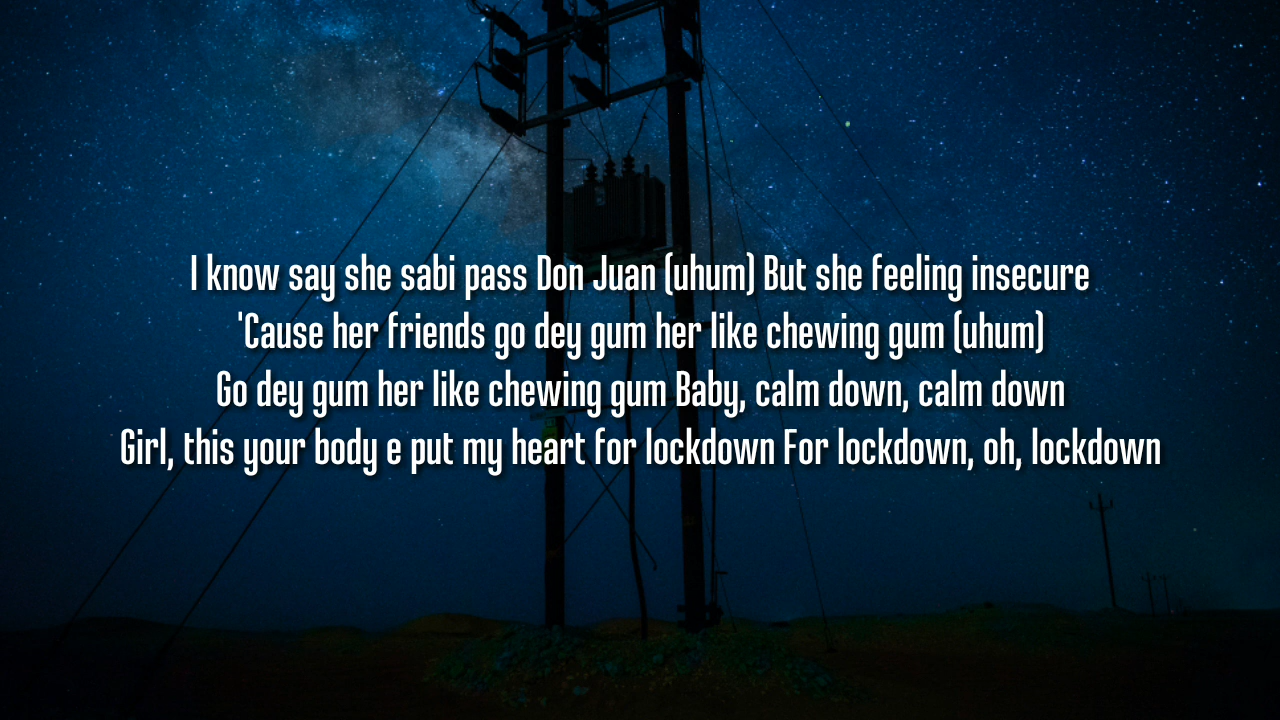 I know say she sabi pass Don Juan (uhum) But she feeling insecure
'Cause her friends go dey gum her like chewing gum (uhum)
Go dey gum her like chewing gum Baby, calm down, calm down
Girl, this your body e put my heart for lockdown For lockdown, oh, lockdown